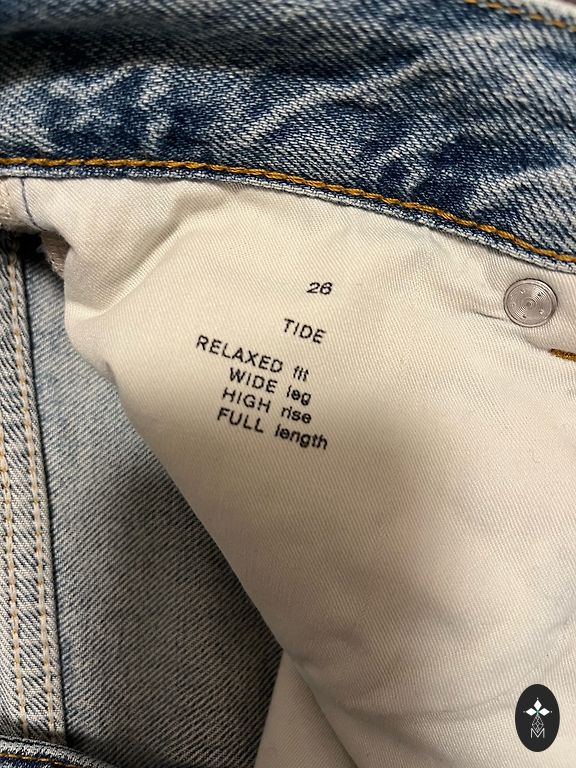 26
TIDE
RELAXED fit
WIDE leg
HIGH rise
FULL length